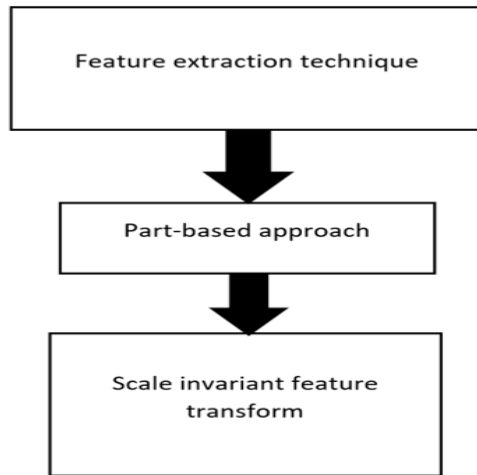 Feature extraction technique
Part-based approach
Scale invariant feature
transform